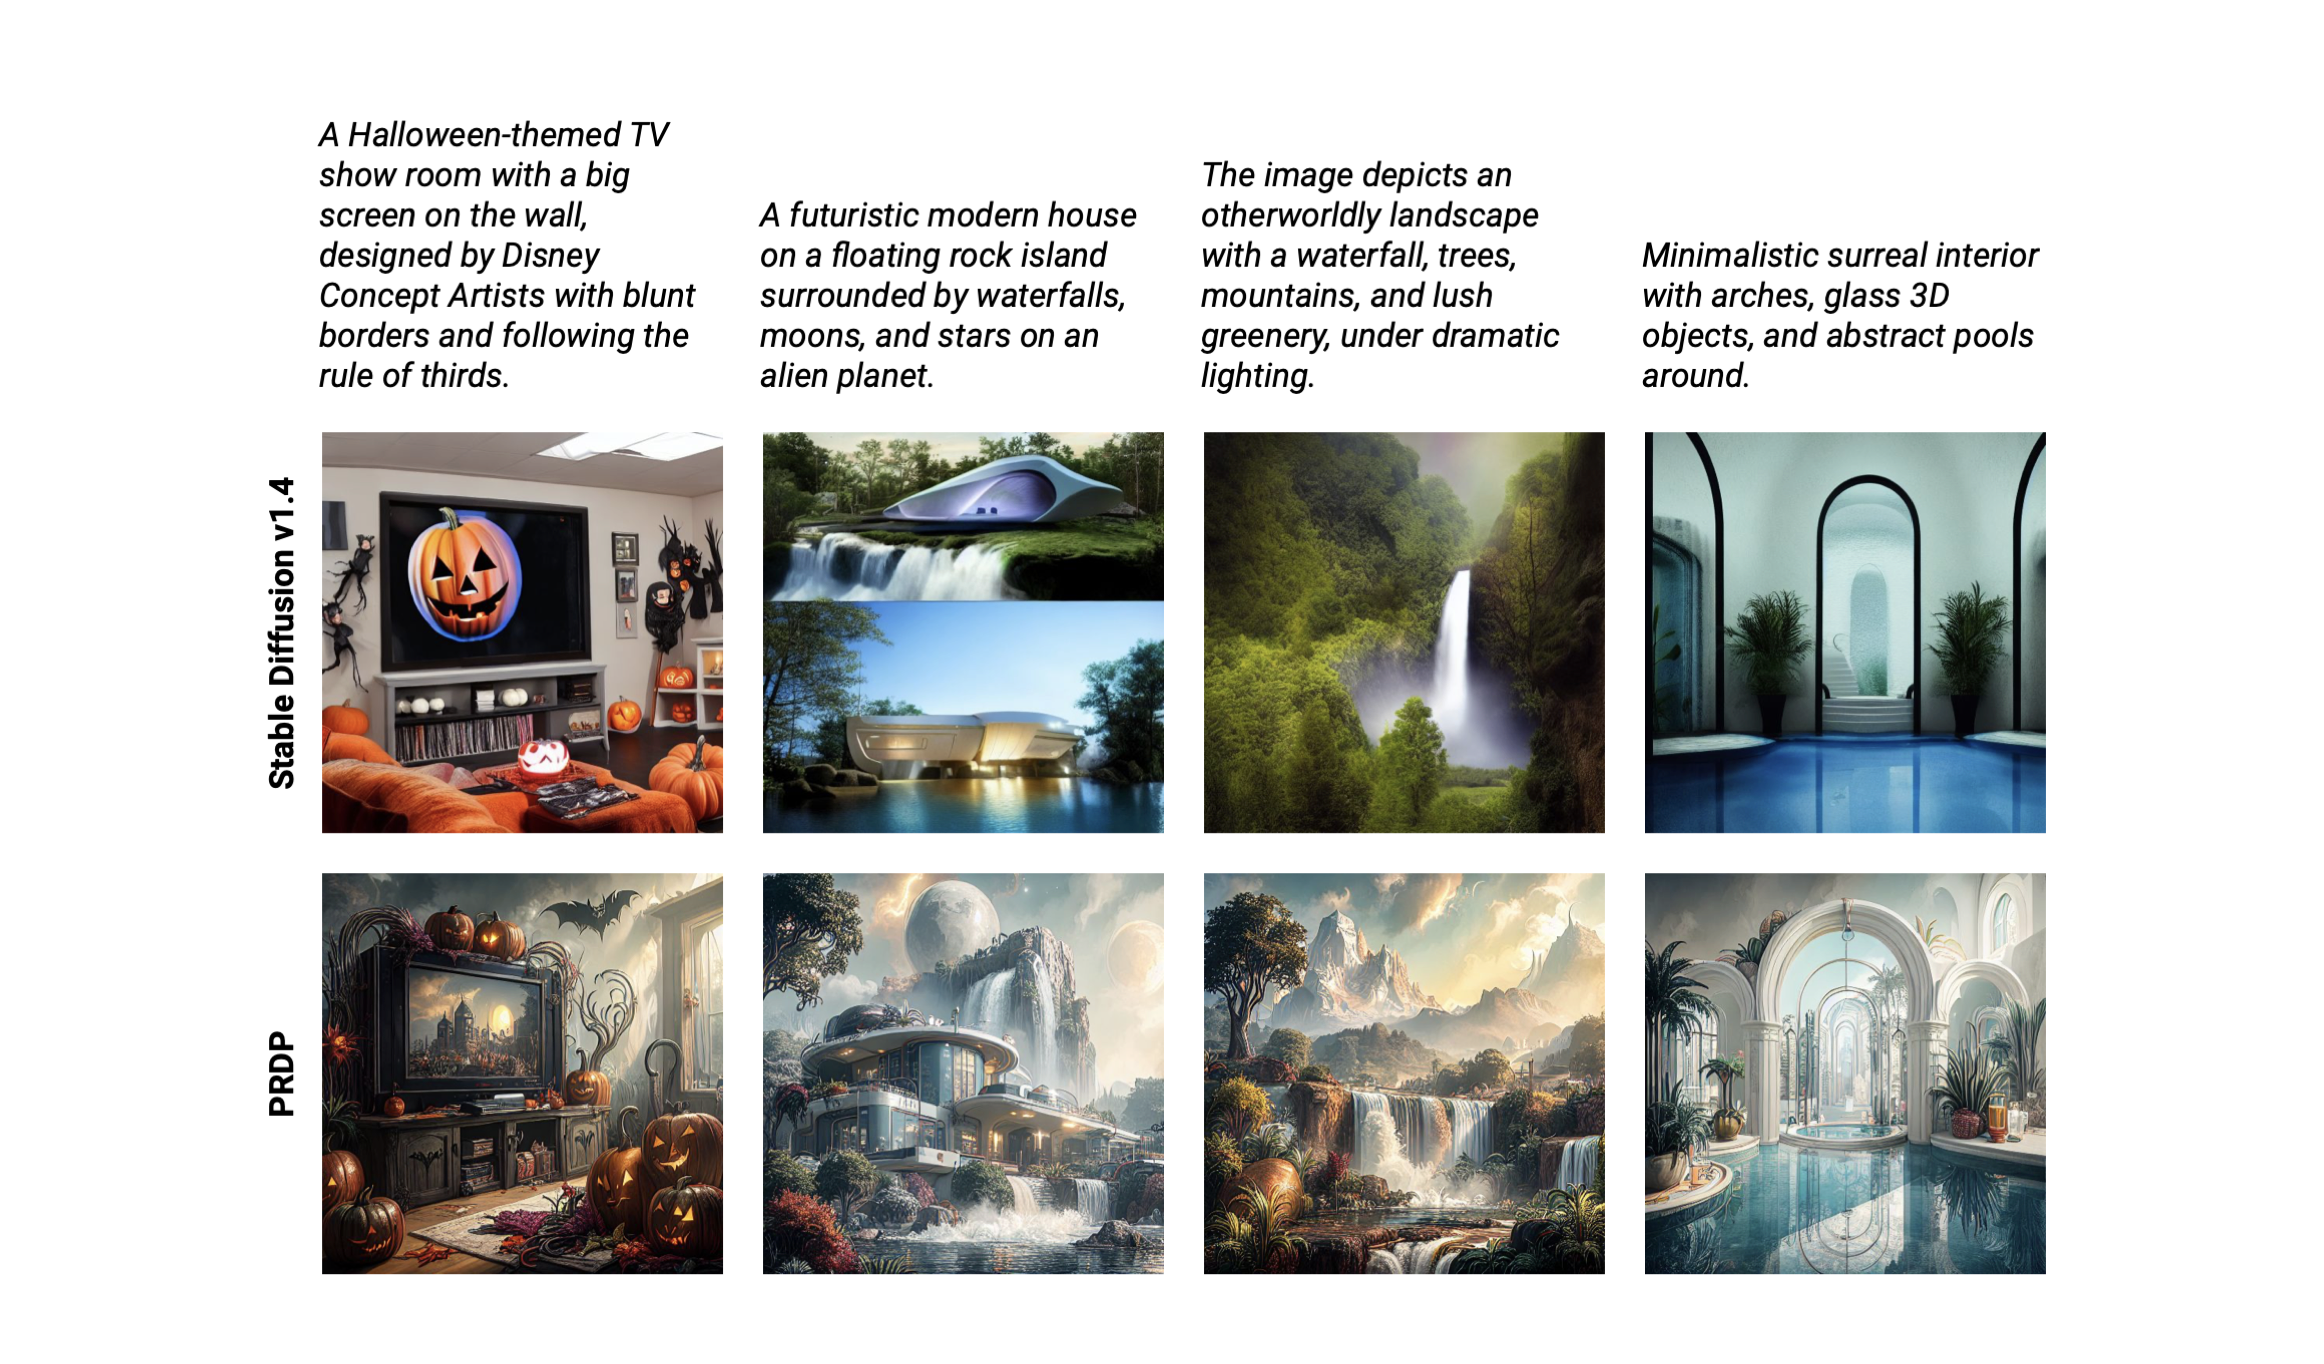 A Halloween-themed TV
show room with a big
screen on the wall,
designed by Disney
Concept Artists with blunt
borders and following the
rule of thirds.
A futuristic modern house
on a floating rock island
surrounded by waterfalls,
moons, and stars on an
alien planet.
The image depicts an
otherworldly landscape
with a waterfall, trees,
mountains, and lush
greenery, under dramatic
lighting.
Minimalistic surreal interior
with arches, glass 3D
objects, and abstract pools
around.
Stable Diffusion v1.4
PRDP